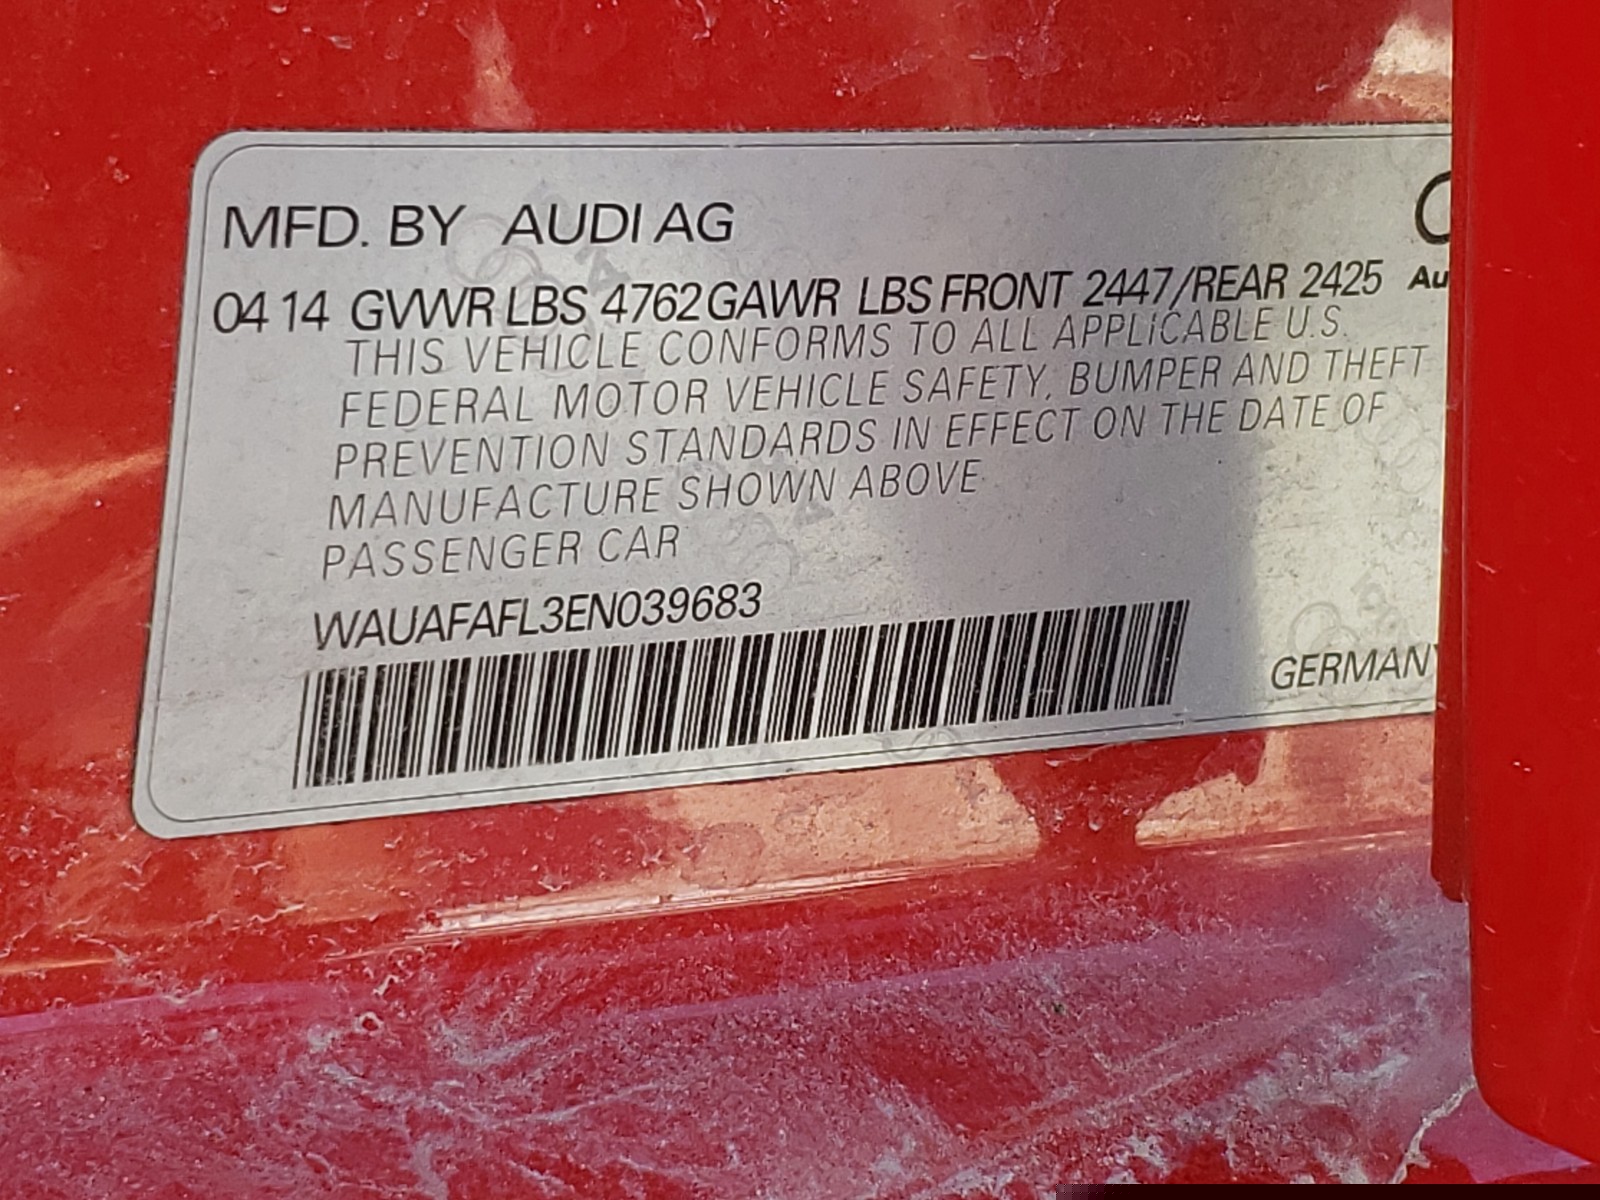 MFD. BY AUDI AG
04 14 GVWR LBS 4762 GAWR LBS FRONT 2447/REAR 2425
THIS VEHICLE CONFORMS TO ALL APPLICABLE U.S.
FEDERAL MOTOR VEHICLE SAFETY, BUMPER AND THEFT
PREVENTION STANDARDS IN EFFECT ON THE DATE OF
MANUFACTURE SHOWN ABOVE
PASSENGER CAR
WAUAFAFL3EN039683
GERMANY